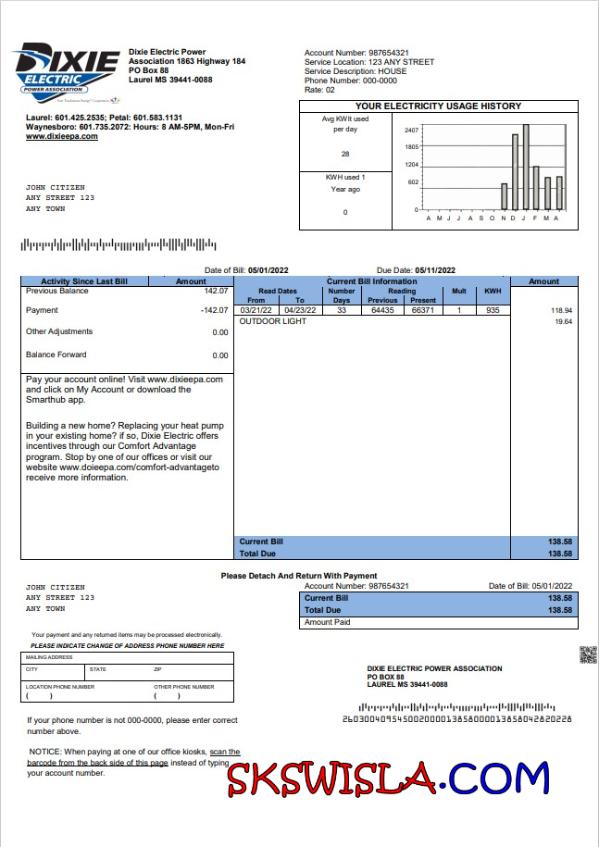 DIXIE
ELECTRIC
POWER ASSOCIATION
Dixie Electric Power
Association 1863 Highway 184
PO Box 88
Laurel MS 39441-0088
Account Number: 987654321
Service Location: 123 ANY STREET
Service Description: HOUSE
Phone Number: 000-0000
Rate: 02
Laurel: 601.425.2535; Petal: 601.583.1131
Waynesboro: 601.735.2072: Hours: 8 AM-5PM, Mon-Fri
www.dixieepa.com
YOUR ELECTRICITY USAGE HISTORY
Avg KWIt used
per day
28
KWH used 1
Year ago
0
2407
1805
1204
602
0
A M J J A S O N D J F M A
JOHN CITIZEN
ANY STREET 123
ANY TOWN
Date of Bill: 05/01/2022 Due Date: 05/11/2022
Activity Since Last Bill Amount
Previous Balance 142.07
Payment -142.07
Other Adjustments 0.00
Balance Forward 0.00
Current Bill Information Amount
Read Dates Number Reading Mult KWH
From To Days Previous Present
03/21/22 04/23/22 33 64435 66371 1 935 118.94
OUTDOOR LIGHT 19.64
Pay your account online! Visit www.dixieepa.com
and click on My Account or download the
Smarthub app.
Building a new home? Replacing your heat pump
in your existing home? if so, Dixie Electric offers
incentives through our Comfort Advantage
program. Stop by one of our offices or visit our
website www.doieepa.com/comfort-advantageto
receive more information.
Current Bill 138.58
Total Due 138.58
Please Detach And Return With Payment
JOHN CITIZEN
ANY STREET 123
ANY TOWN
Account Number: 987654321 Date of Bill: 05/01/2022
Current Bill 138.58
Total Due 138.58
Amount Paid
Your payment and any returned items may be processed electronically.
PLEASE INDICATE CHANGE OF ADDRESS PHONE NUMBER HERE
MAILING ADDRESS
CITY STATE ZIP
LOCATION PHONE NUMBER OTHER PHONE NUMBER
( ) ( )
DIXIE ELECTRIC POWER ASSOCIATION
PO BOX 88
LAUREL MS 39441-0088
If your phone number is not 000-0000, please enter correct
number above.
NOTICE: When paying at one of our office kiosks, scan the
barcode from the back side of this page instead of typing
your account number.
SKSWISLA.COM